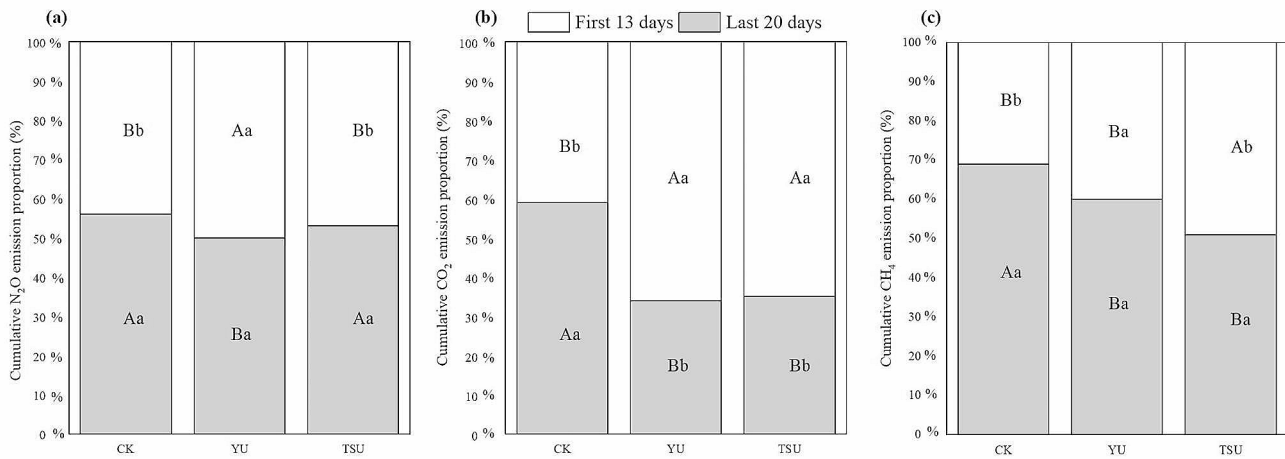 (a)
(b)
First 13 days
Last 20 days
(c)
Cumulative N₂O emission proportion (%)
100 %
90 %
80 %
70 %
60 %
50 %
40 %
30 %
20 %
10 %
0 %
Bb
Aa
Bb
Aa
Ba
Aa
CK
YU
TSU
Cumulative CO₂ emission proportion (%)
100 %
90 %
80 %
70 %
60 %
50 %
40 %
30 %
20 %
10 %
0 %
Bb
Aa
Aa
Aa
Bb
Bb
CK
YU
TSU
Cumulative CH₄ emission proportion (%)
100 %
90 %
80 %
70 %
60 %
50 %
40 %
30 %
20 %
10 %
0 %
Bb
Ba
Ab
Aa
Ba
Ba
CK
YU
TSU